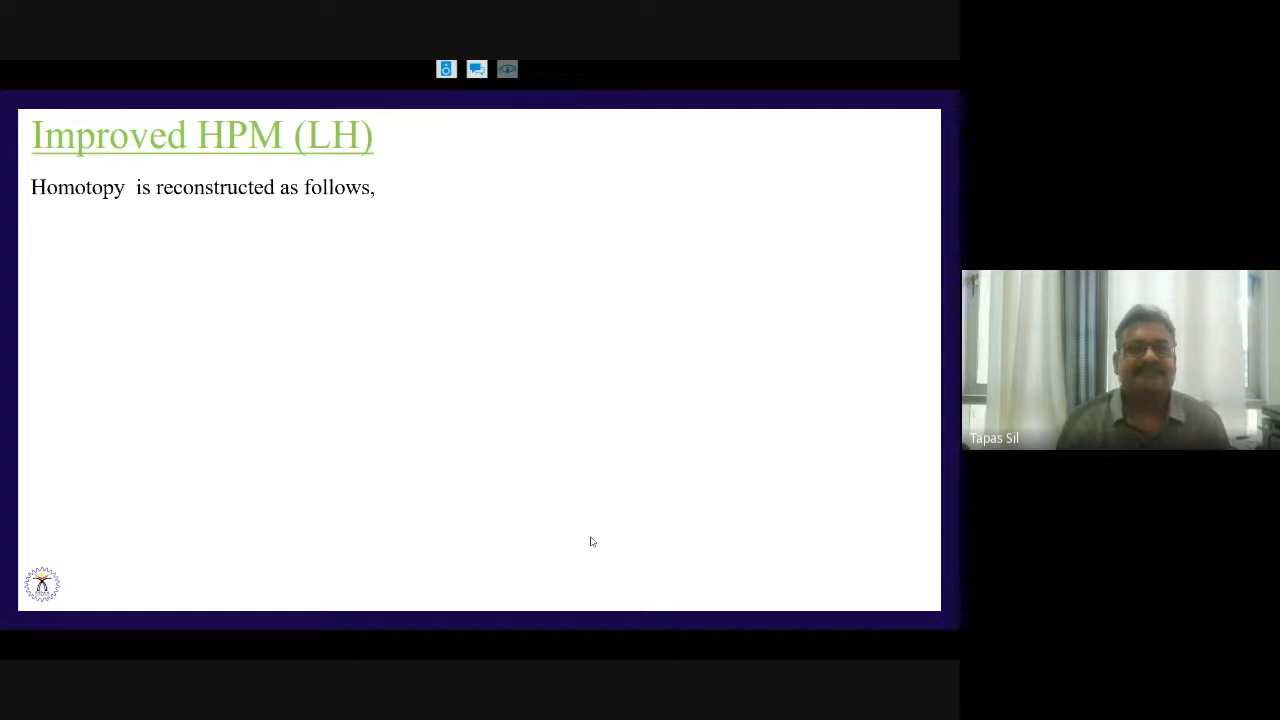 Improved HPM (LH)
Homotopy is reconstructed as follows,
Tapas Sil